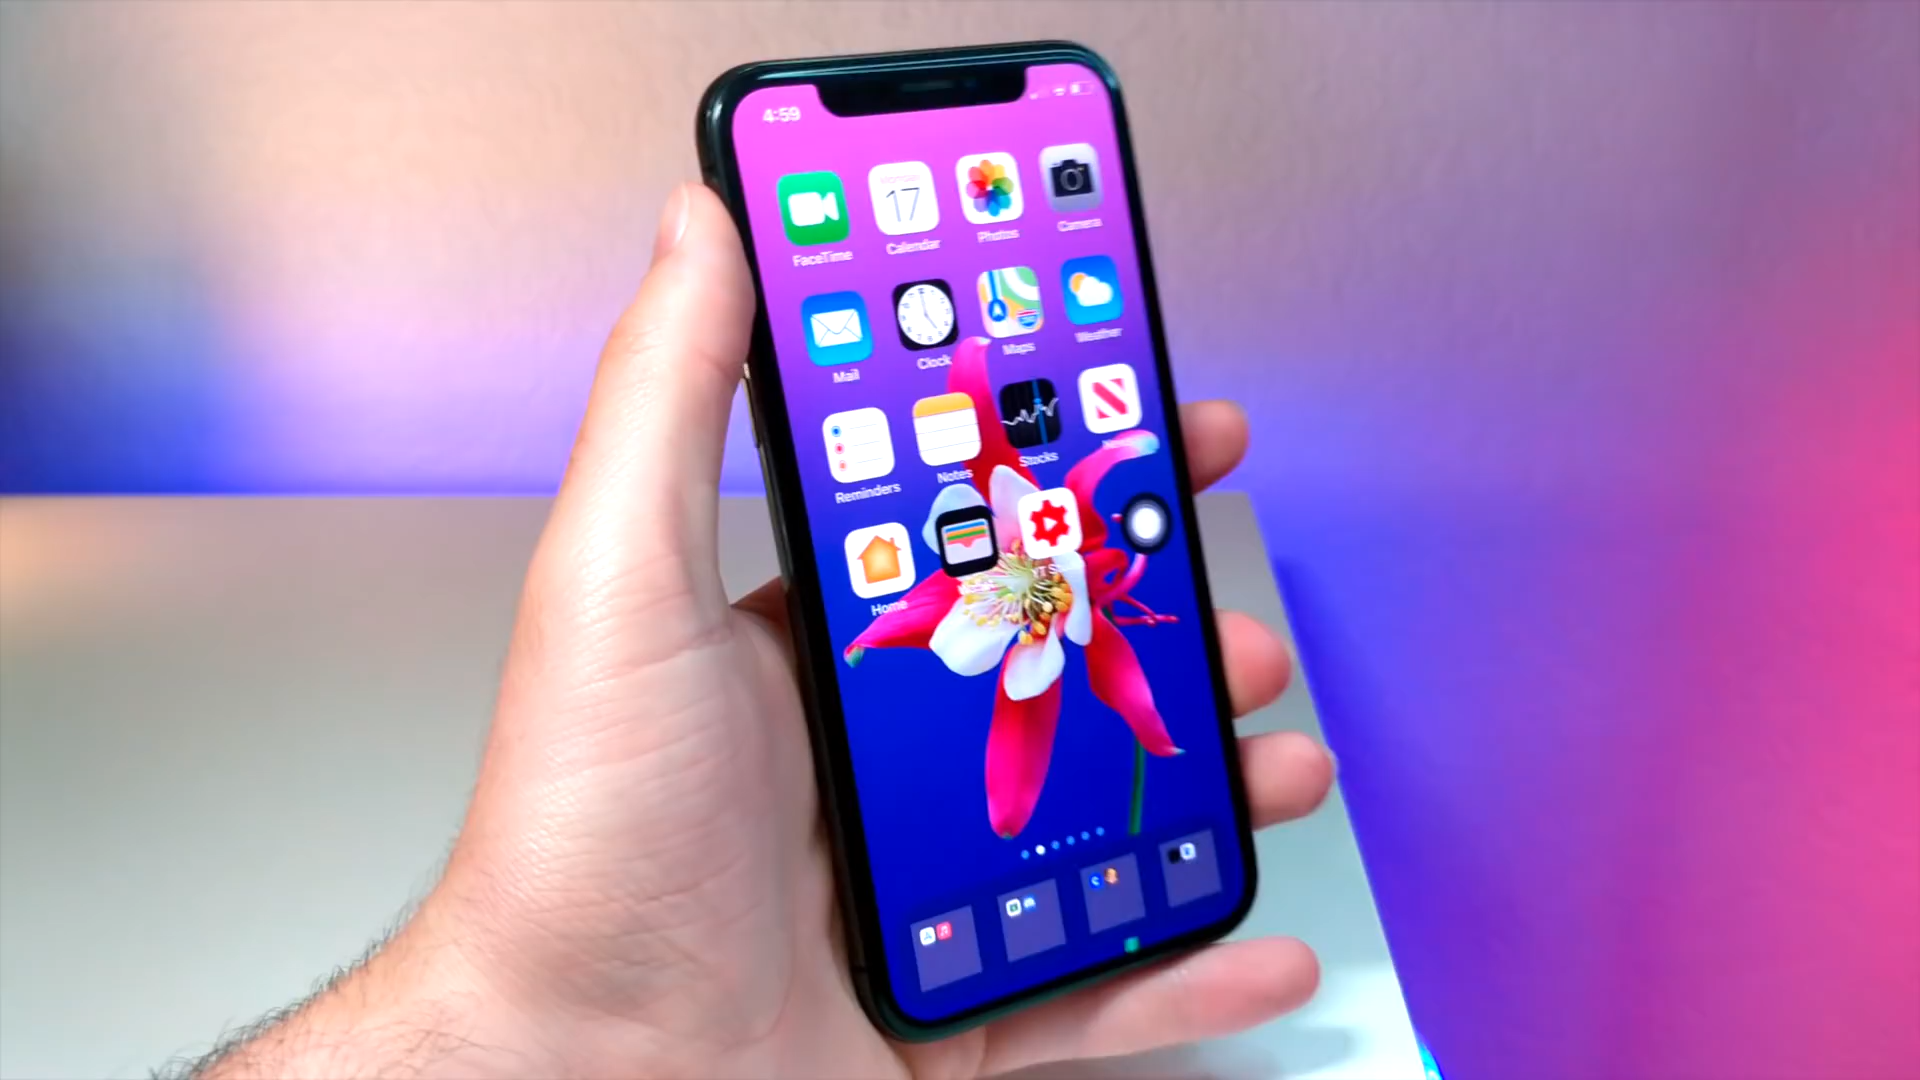 4:59
17
FaceTime
Calendar
Photos
Camera
Mail
Clock
Maps
Weather
Reminders
Notes
Stocks
Home